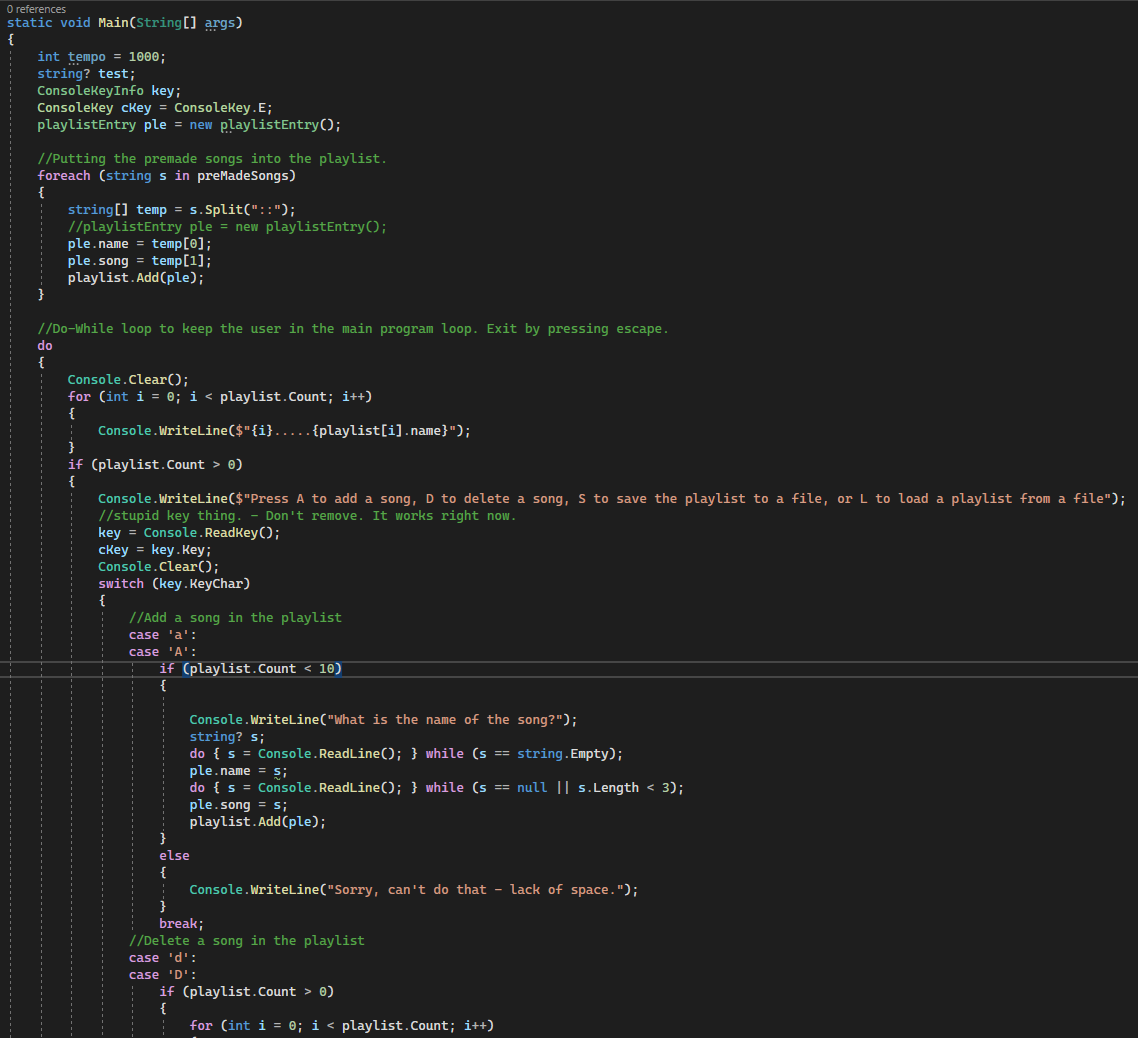 0 references
static void Main(String[] args)
{
int tempo = 1000;
string? test;
ConsoleKeyInfo key;
ConsoleKey cKey = ConsoleKey.E;
playlistEntry ple = new playlistEntry();
//Putting the premade songs into the playlist.
foreach (string s in preMadeSongs)
{
string[] temp = s.Split("::");
//playlistEntry ple = new playlistEntry();
ple.name = temp[0];
ple.song = temp[1];
playlist.Add(ple);
}
//Do-While loop to keep the user in the main program loop. Exit by pressing escape.
do
{
Console.Clear();
for (int i = 0; i < playlist.Count; i++)
{
Console.WriteLine($"{i}.....{playlist[i].name}");
}
if (playlist.Count > 0)
{
Console.WriteLine($"Press A to add a song, D to delete a song, S to save the playlist to a file, or L to load a playlist from a file");
//stupid key thing. - Don't remove. It works right now.
key = Console.ReadKey();
cKey = key.Key;
Console.Clear();
switch (key.KeyChar)
{
//Add a song in the playlist
case 'a':
case 'A':
if (playlist.Count < 10)
{
Console.WriteLine("What is the name of the song?");
string? s;
do { s = Console.ReadLine(); } while (s == string.Empty);
ple.name = s;
do { s = Console.ReadLine(); } while (s == null || s.Length < 3);
ple.song = s;
playlist.Add(ple);
}
else
{
Console.WriteLine("Sorry, can't do that - lack of space.");
}
break;
//Delete a song in the playlist
case 'd':
case 'D':
if (playlist.Count > 0)
{
for (int i = 0; i < playlist.Count; i++)